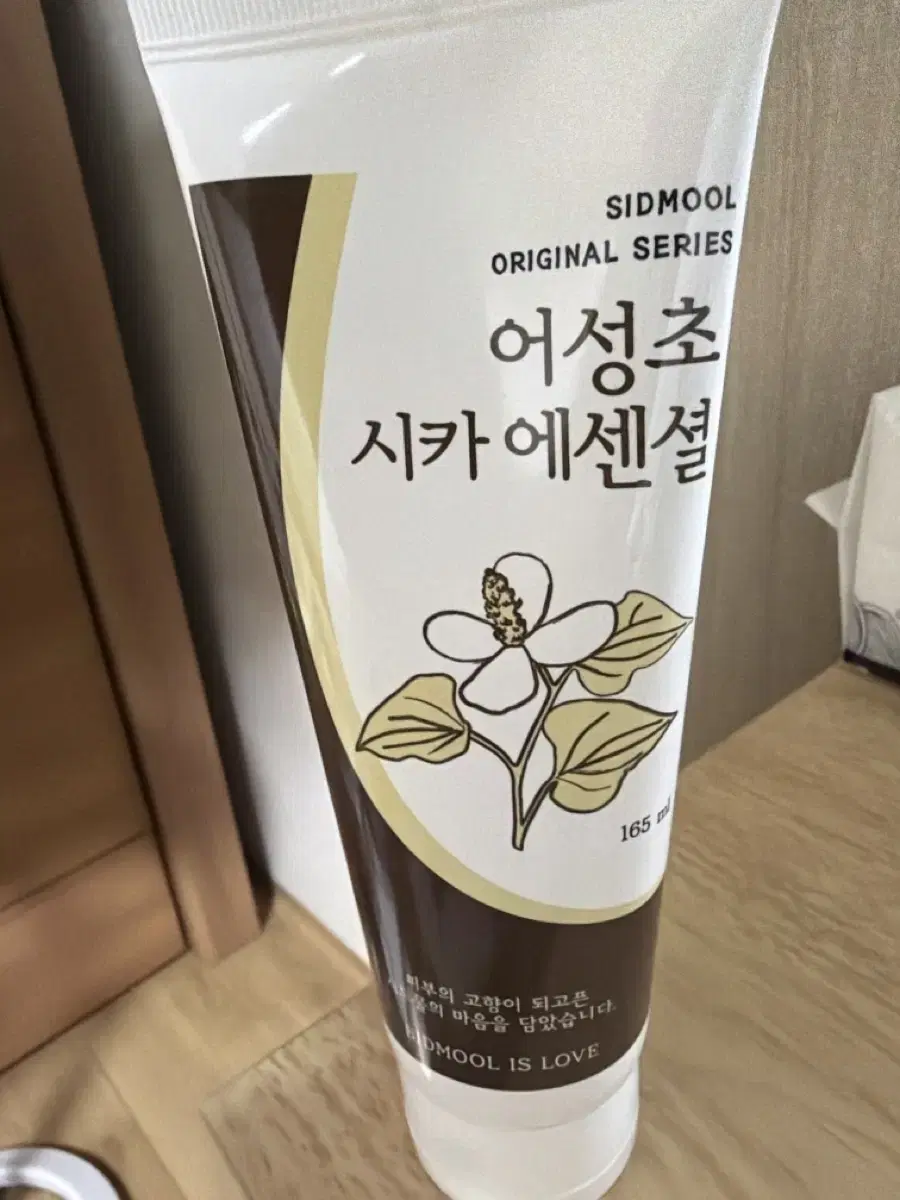 SIDMOOL
ORIGINAL SERIES
어성초
시카 에센셜
165 ml
피부의 고향이 되고픈
마음을 담았습니다.
SIDMOOL IS LOVE